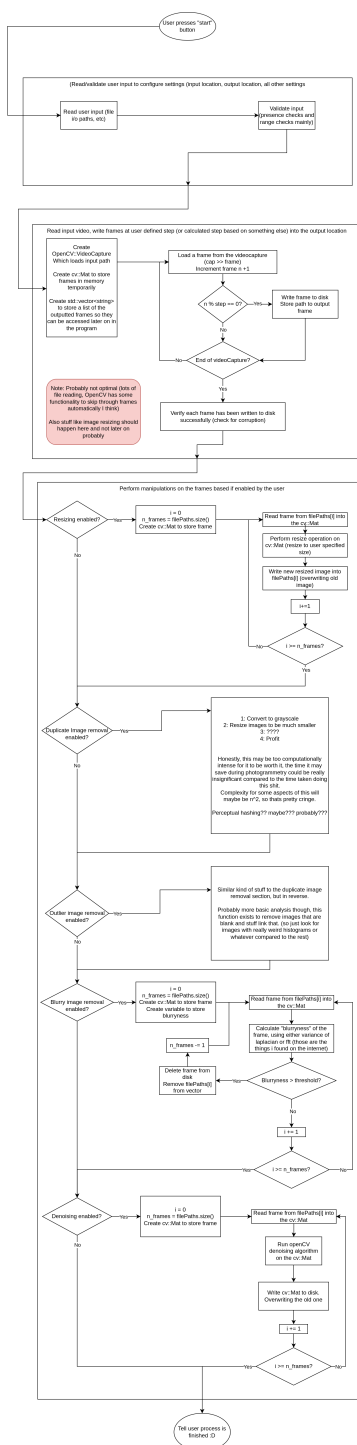 User presses "start"
button
(Read/validate user input to configure settings (input location, output location, all other settings
Read user input (file
i/o paths, etc)
Validate input
(presence checks and
range checks mainly)
Read input video, write frames at user defined step (or calculated step based on something else) into the output location
Create
OpenCV::VideoCapture
Which loads input path
Create cv::Mat to store
frames in memory
temporarily
Create std::vector<string>
to store a list of the
outputted frames so they
can be accessed later on in
the program
Load a frame from the videocapture
(cap >> frame)
Increment frame n +1
n % step == 0?
Yes
Write frame to disk
Store path to output
frame
No
End of videoCapture?
No
Yes
Verify each frame has been written to disk
successfully (check for corruption)
Note: Probably not optimal (lots of
file reading, OpenCV has some
functionality to skip through frames
automatically I think)
Also stuff like image resizing should
happen here and not later on
probably
Perform manipulations on the frames based if enabled by the user
Resizing enabled?
Yes
i = 0
n_frames = filePaths.size()
Create cv::Mat to store frame
Read frame from filePaths[i] into
the cv::Mat
Perform resize operation on
cv::Mat (resize to user specified
size)
Write new resized image into
filePaths[i] (overwriting old
image)
i+=1
i >= n_frames?
No
Yes
No
Duplicate Image removal
enabled?
Yes
No
1: Convert to grayscale
2: Resize images to be much smaller
3: ????
4: Profit
Honestly, this may be too computationally
intense for it to be worth it, the time it may
save during photogrammetry could be really
insignificant compared to the time taken doing
this shit.
Complexity for some aspects of this will
maybe be n^2, so thats pretty cringe.
Perceptual hashing?? maybe??? probably???
Outlier image removal
enabled?
Yes
No
Similar kind of stuff to the duplicate image
removal section, but in reverse.
Probably more basic analysis though, this
function exists to remove images that are
blank and stuff link that. (so just look for
images with really weird histograms or
whatever compared to the rest)
Blurry image removal
enabled?
Yes
i = 0
n_frames = filePaths.size()
Create cv::Mat to store frame
Create variable to store
blurryness
Read frame from filePaths[i] into
the cv::Mat
Calculate "blurryness" of the
frame, using either variance of
laplacian or fft (those are the
things i found on the internet)
n_frames -= 1
Delete frame from
disk
Remove filePaths[i]
from vector
Yes
Blurryness > threshold?
No
i += 1
i >= n_frames?
Yes
No
Denoising enabled?
Yes
No
i = 0
n_frames = filePaths.size()
Create cv::Mat to store frame
Read frame from filePaths[i] into
the cv::Mat
Run openCV
denoising algorithm
on the cv::Mat
Write cv::Mat to disk.
Overwriting the old one
i += 1
i >= n_frames?
Yes
No
Tell user process is
finished :D